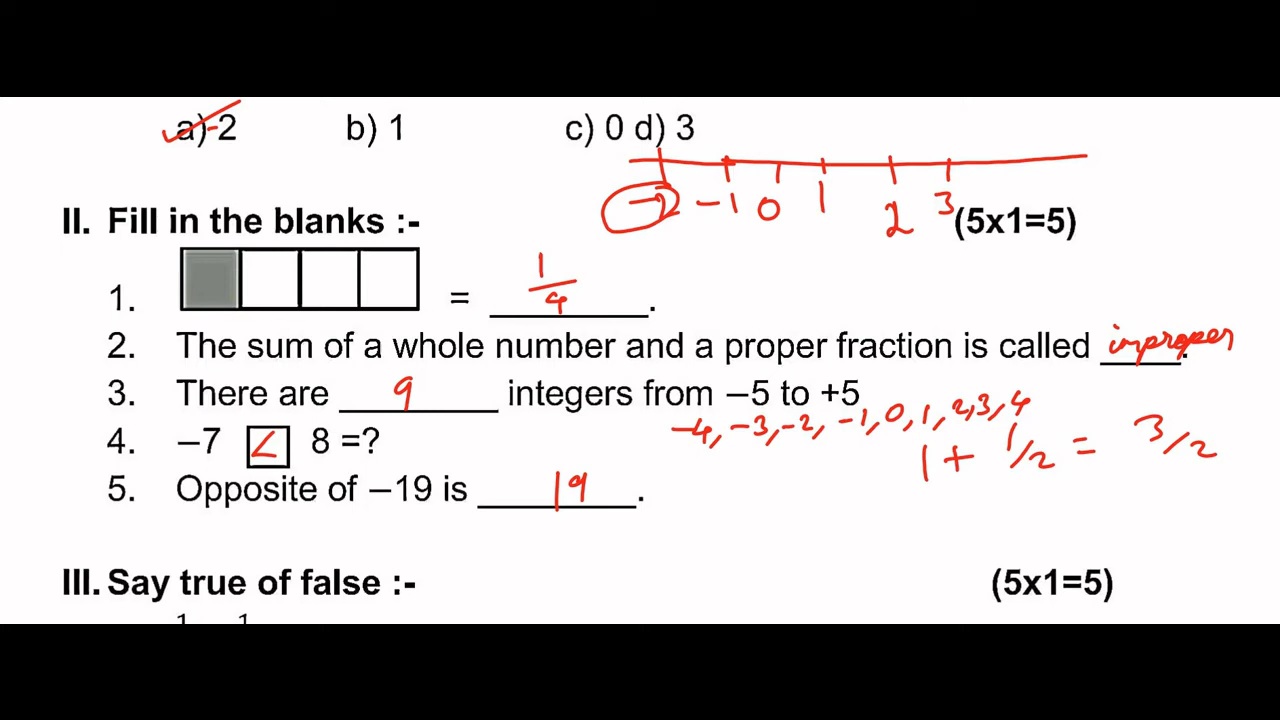 a) -2 b) 1 c) 0 d) 3
-2 -1 0 1 2 3
II. Fill in the blanks :- (5x1=5)
1. = 1/4.
2. The sum of a whole number and a proper fraction is called improper.
3. There are 9 integers from −5 to +5
-4, -3, -2, -1, 0, 1, 2, 3, 4
4. −7 < 8 =?
1 + 1/2 = 3/2
5. Opposite of −19 is 19.
III. Say true of false :- (5x1=5)